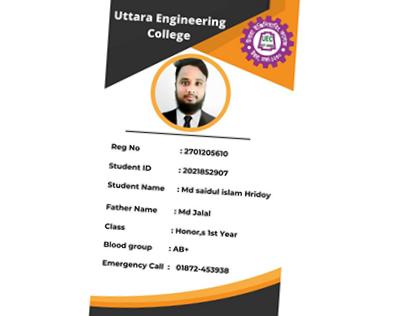 Uttara Engineering
College
UEC
Reg No : 2701205610
Student ID : 2021852907
Student Name : Md saidul islam Hridoy
Father Name : Md Jalal
Class : Honor,s 1st Year
Blood group : AB+
Emergency Call : 01872-453938